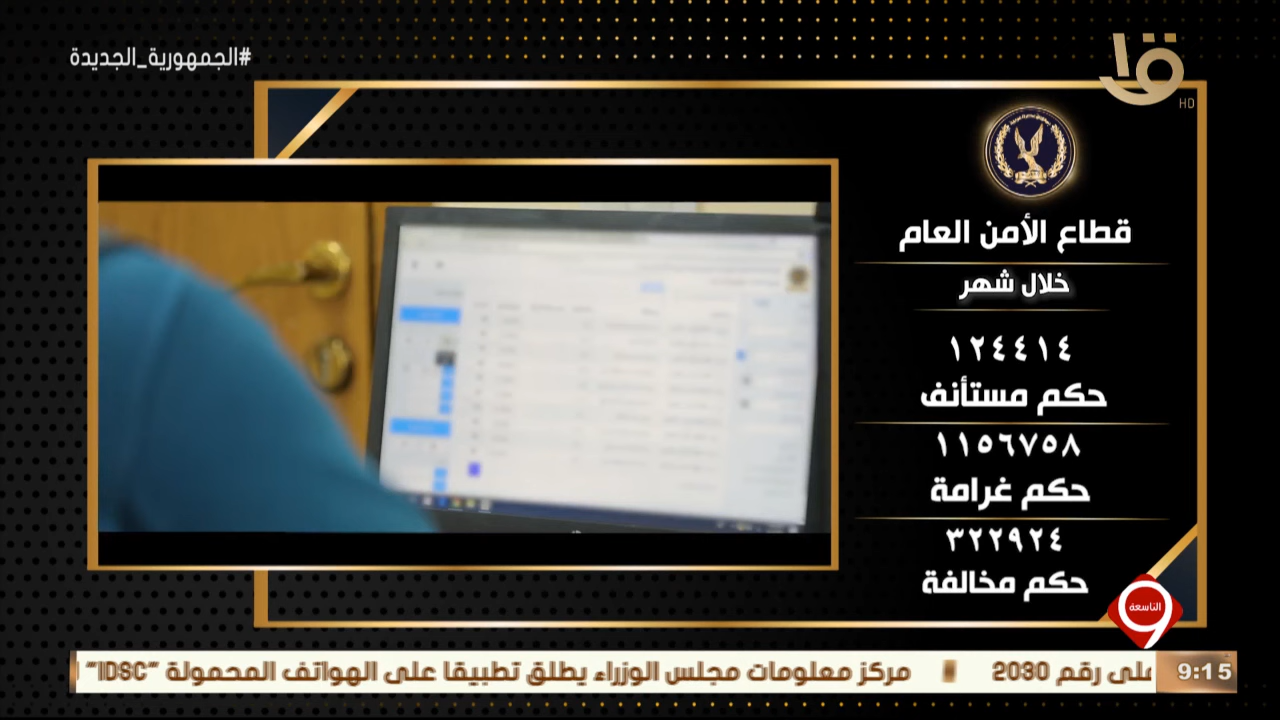 #الجمهورية_الجديدة
HD
قطاع الأمن العام
خلال شهر
١٢٤٤١٤
حكم مستأنف
١١٥٦٧٥٨
حكم غرامة
٣٢٢٩٢٤
حكم مخالفة
التاسعة
9
9:15
على رقم 2030 مركز معلومات مجلس الوزراء يطلق تطبيقا على الهواتف المحمولة "IDSC"